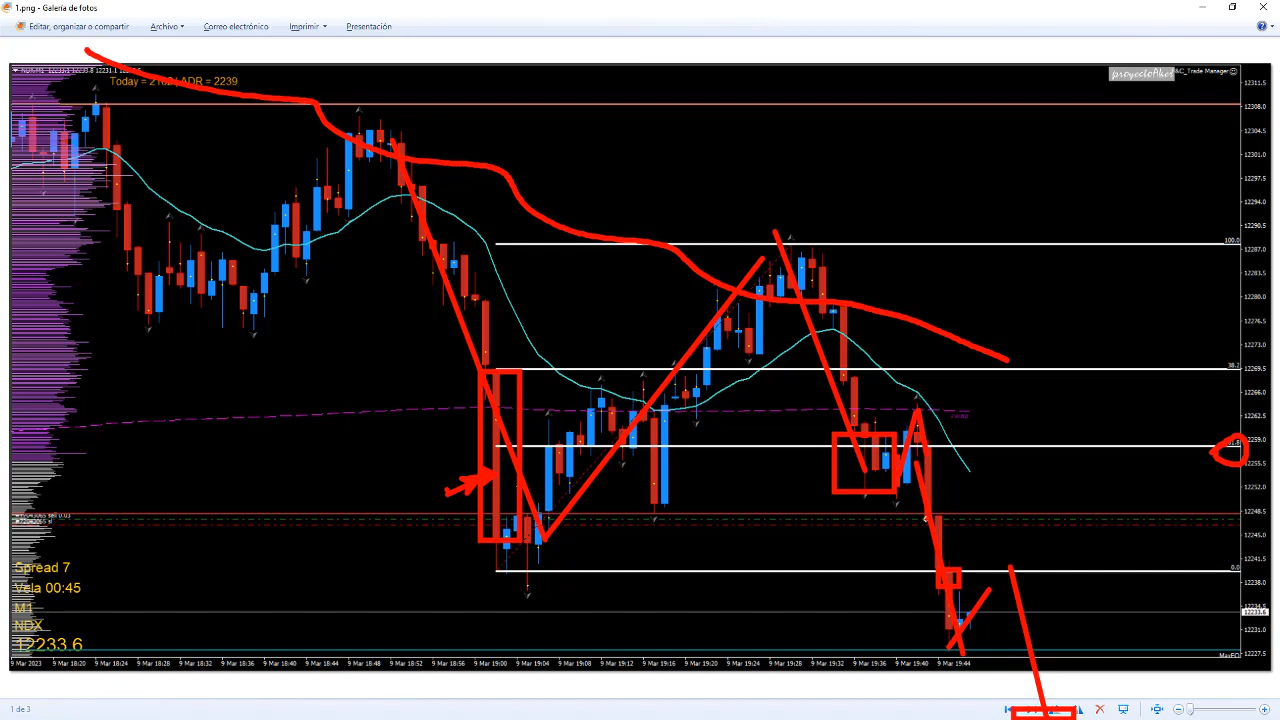 1.png - Galería de fotos
Editar, organizar o compartir Archivo Correo electrónico Imprimir Presentación
Today = 2162 | ADR = 2239
proyectofiket
&C_Trade Manager
12311.5
12308.0
12304.5
12301.0
12297.5
12294.0
12290.5
12287.0
12283.5
12280.0
12276.5
12273.0
12269.5
12266.0
12262.5
12259.0
12255.5
12252.0
12248.5
12245.0
12241.5
12238.0
12234.5
12233.6
12231.0
12227.5
100.0
38.2
61.8
0.0
Spread 7
Vela 00:45
M1
NDX
12233.6
9 Mar 2023 9 Mar 18:20 9 Mar 18:24 9 Mar 18:28 9 Mar 18:32 9 Mar 18:36 9 Mar 18:40 9 Mar 18:44 9 Mar 18:48 9 Mar 18:52 9 Mar 18:56 9 Mar 19:00 9 Mar 19:04 9 Mar 19:08 9 Mar 19:12 9 Mar 19:16 9 Mar 19:20 9 Mar 19:24 9 Mar 19:28 9 Mar 19:32 9 Mar 19:36 9 Mar 19:40 9 Mar 19:44
1 de 3